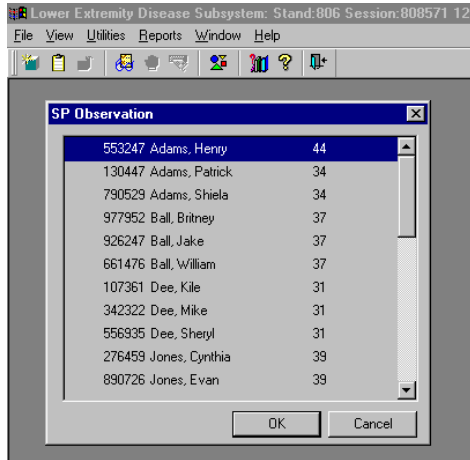 Lower Extremity Disease Subsystem: Stand:806 Session:808571 12
File View Utilities Reports Window Help
SP Observation
553247 Adams, Henry 44
130447 Adams, Patrick 34
790529 Adams, Shiela 34
977952 Ball, Britney 37
926247 Ball, Jake 37
661476 Ball, William 37
107361 Dee, Kile 31
342322 Dee, Mike 31
556935 Dee, Sheryl 31
276459 Jones, Cynthia 39
890726 Jones, Evan 39
OK Cancel